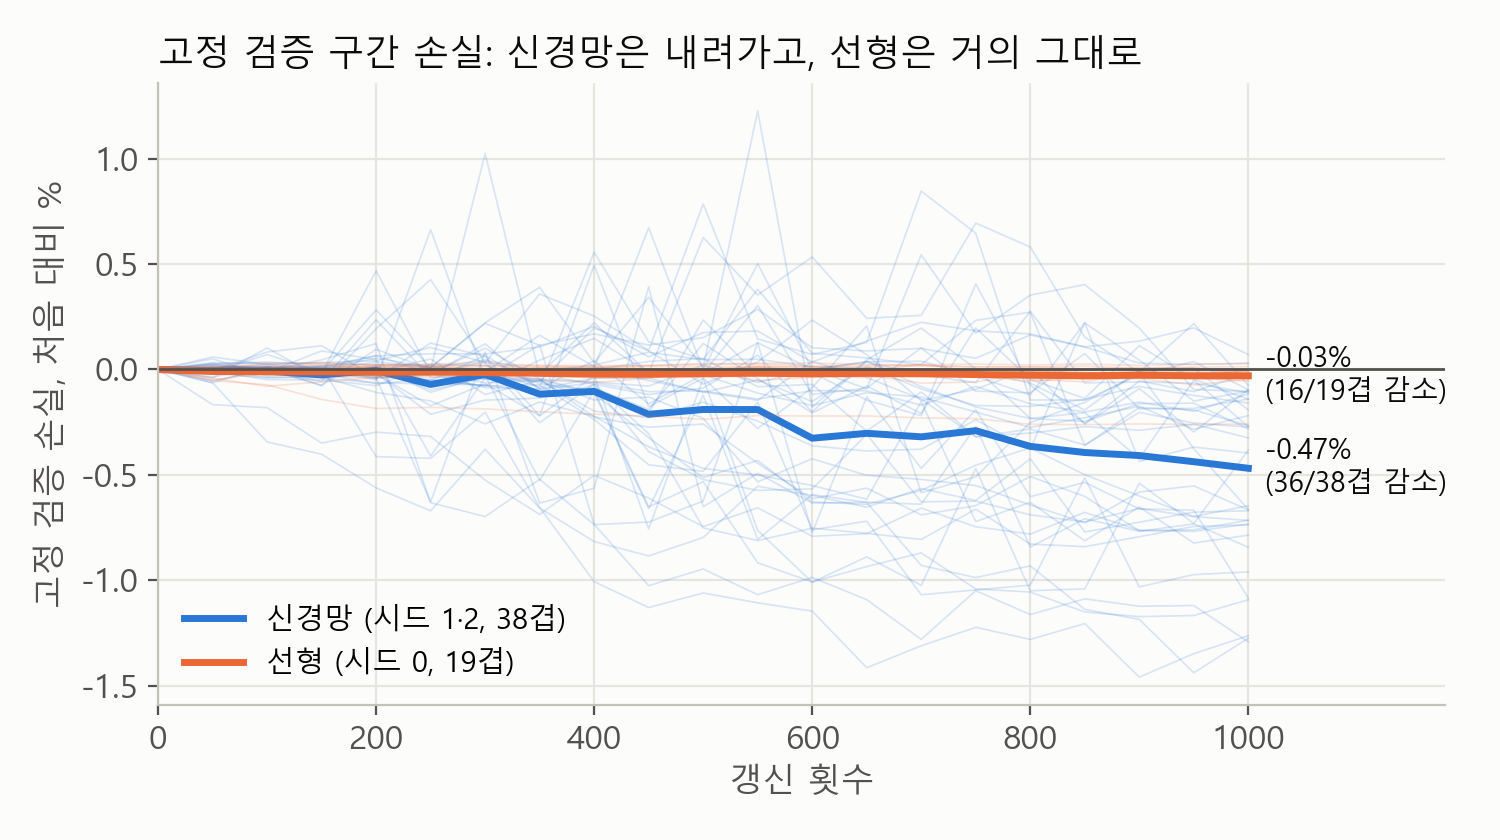 고정 검증 구간 손실: 신경망은 내려가고, 선형은 거의 그대로
고정 검증 손실, 처음 대비 %
1.0
0.5
0.0
-0.5
-1.0
-1.5
-0.03%
(16/19겹 감소)
-0.47%
(36/38겹 감소)
신경망 (시드 1·2, 38겹)
선형 (시드 0, 19겹)
0 200 400 600 800 1000
갱신 횟수